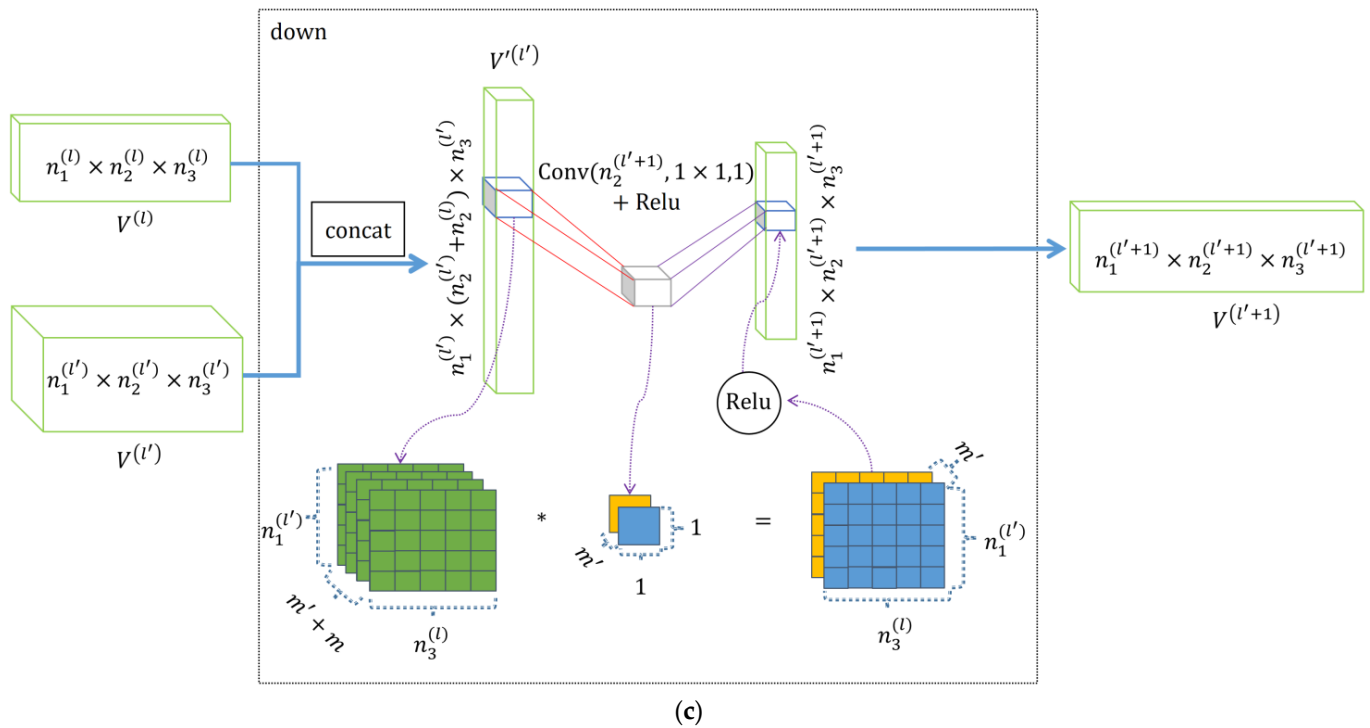 down
V'^{(l')}
n_1^{(l)} × n_2^{(l)} × n_3^{(l)}
V^{(l)}
concat
n_1^{(l')} × (n_2^{(l')} + n_2^{(l)}) × n_3^{(l')}
Conv(n_2^{(l'+1)}, 1 × 1,1)
+ Relu
n_1^{(l'+1)} × n_2^{(l'+1)} × n_3^{(l'+1)}
n_1^{(l'+1)} × n_2^{(l'+1)} × n_3^{(l'+1)}
V^{(l'+1)}
n_1^{(l')} × n_2^{(l')} × n_3^{(l')}
V^{(l')}
Relu
n_1^{(l')}
m' + m
n_3^{(l)}
*
m'
1
1
=
m'
n_1^{(l')}
n_3^{(l)}
(c)